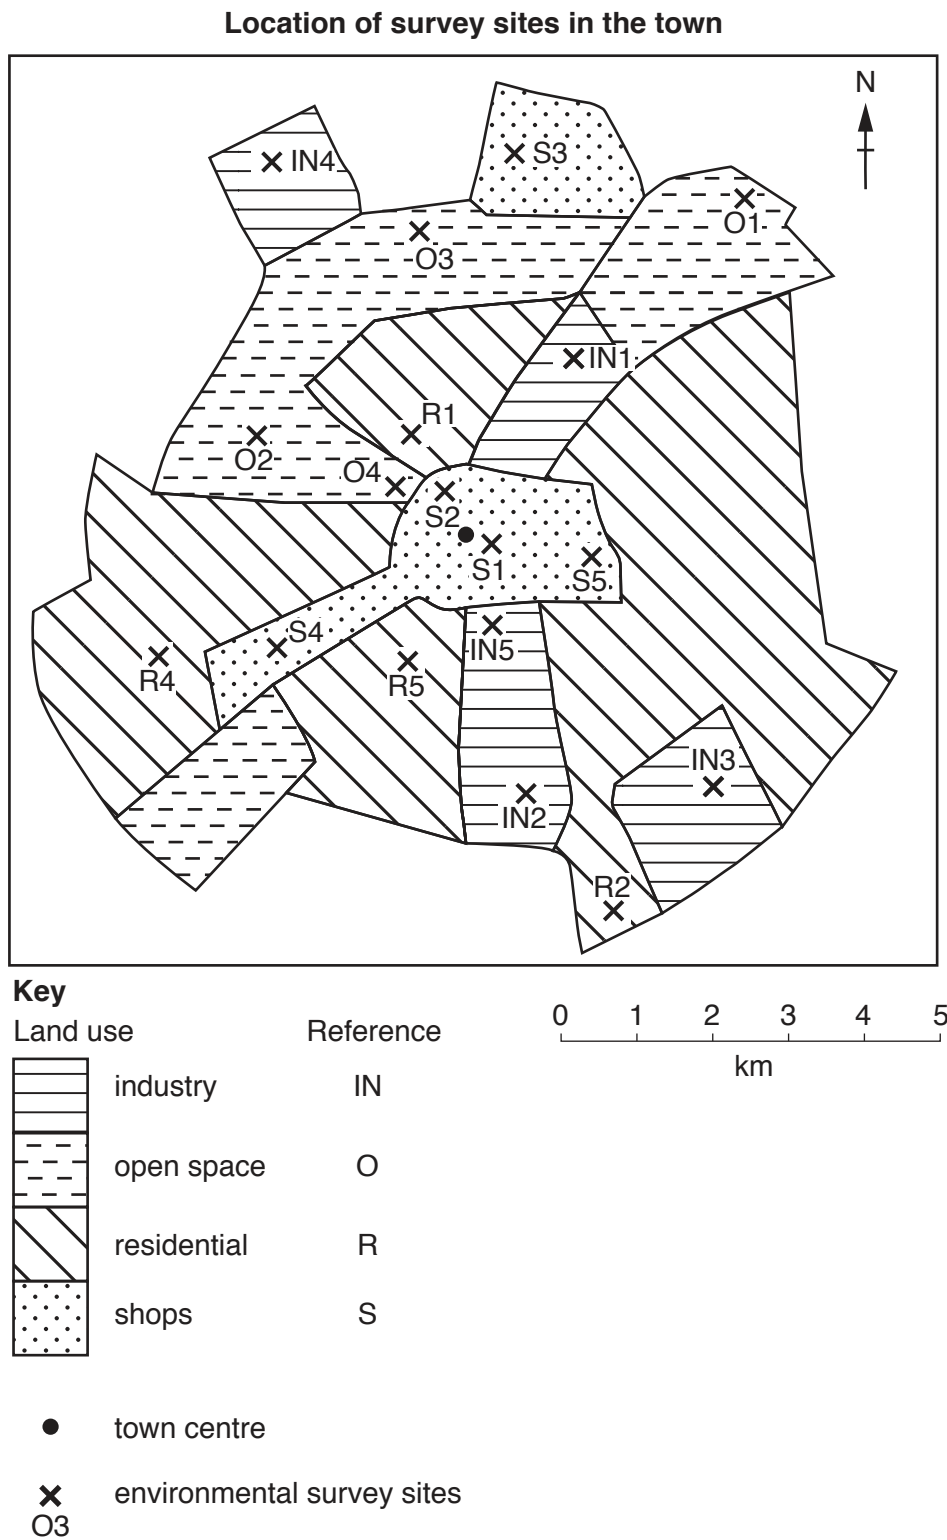 Location of survey sites in the town
N
IN4
S3
O1
O3
IN1
R1
O2
O4
S2
S1
S5
S4
IN5
R4
R5
IN3
IN2
R2
Key
Land use Reference
industry IN
open space O
residential R
shops S
town centre
environmental survey sites
O3
0 1 2 3 4 5
km